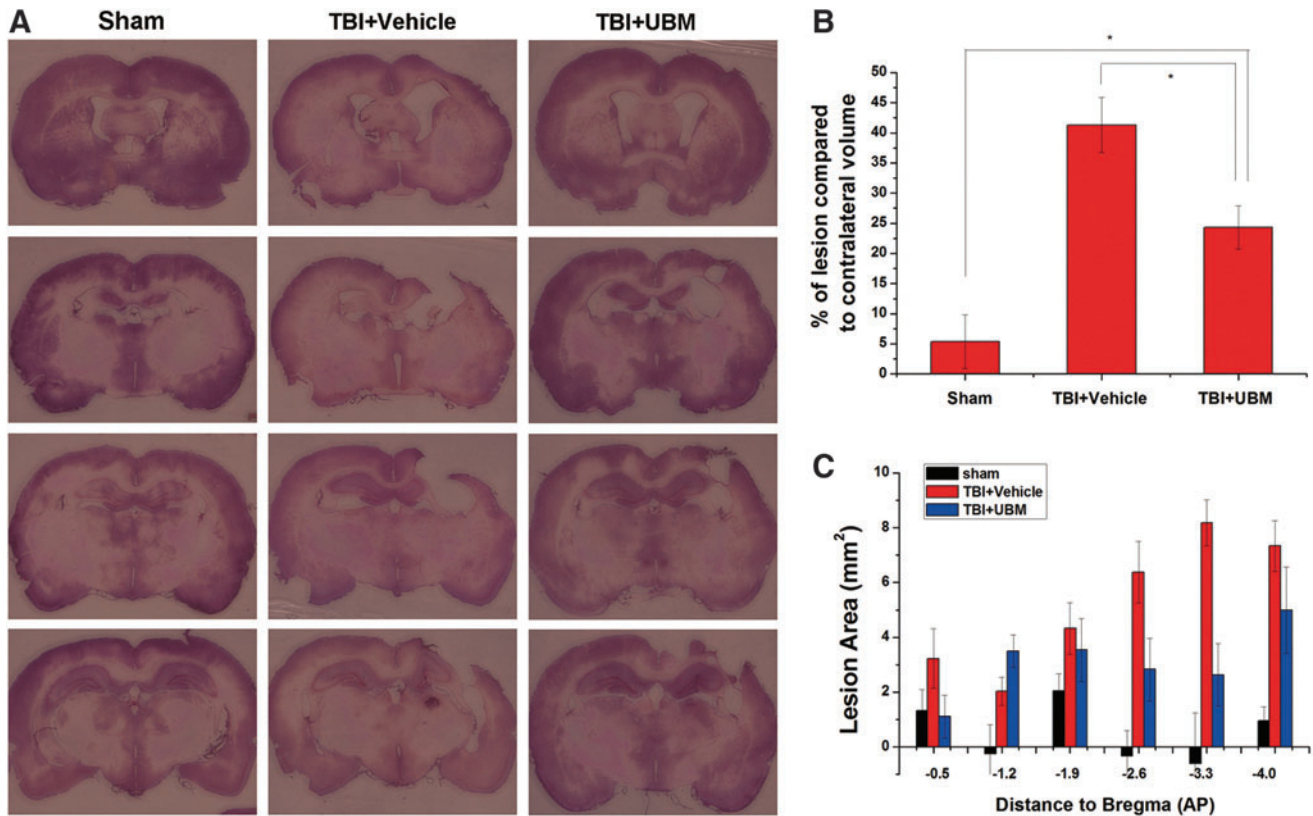 A
Sham
TBI+Vehicle
TBI+UBM
B
% of lesion compared
to contralateral volume
50
45
40
35
30
25
20
15
10
5
0
*
*
Sham
TBI+Vehicle
TBI+UBM
C
Lesion Area (mm²)
10
8
6
4
2
0
sham
TBI+Vehicle
TBI+UBM
-0.5
-1.2
-1.9
-2.6
-3.3
-4.0
Distance to Bregma (AP)